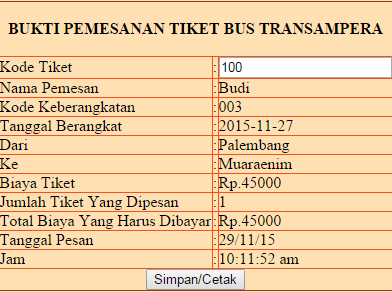 BUKTI PEMESANAN TIKET BUS TRANSAMPERA
Kode Tiket : 100
Nama Pemesan : Budi
Kode Keberangkatan : 003
Tanggal Berangkat : 2015-11-27
Dari : Palembang
Ke : Muaraenim
Biaya Tiket : Rp.45000
Jumlah Tiket Yang Dipesan : 1
Total Biaya Yang Harus Dibayar : Rp.45000
Tanggal Pesan : 29/11/15
Jam : 10:11:52 am
Simpan/Cetak